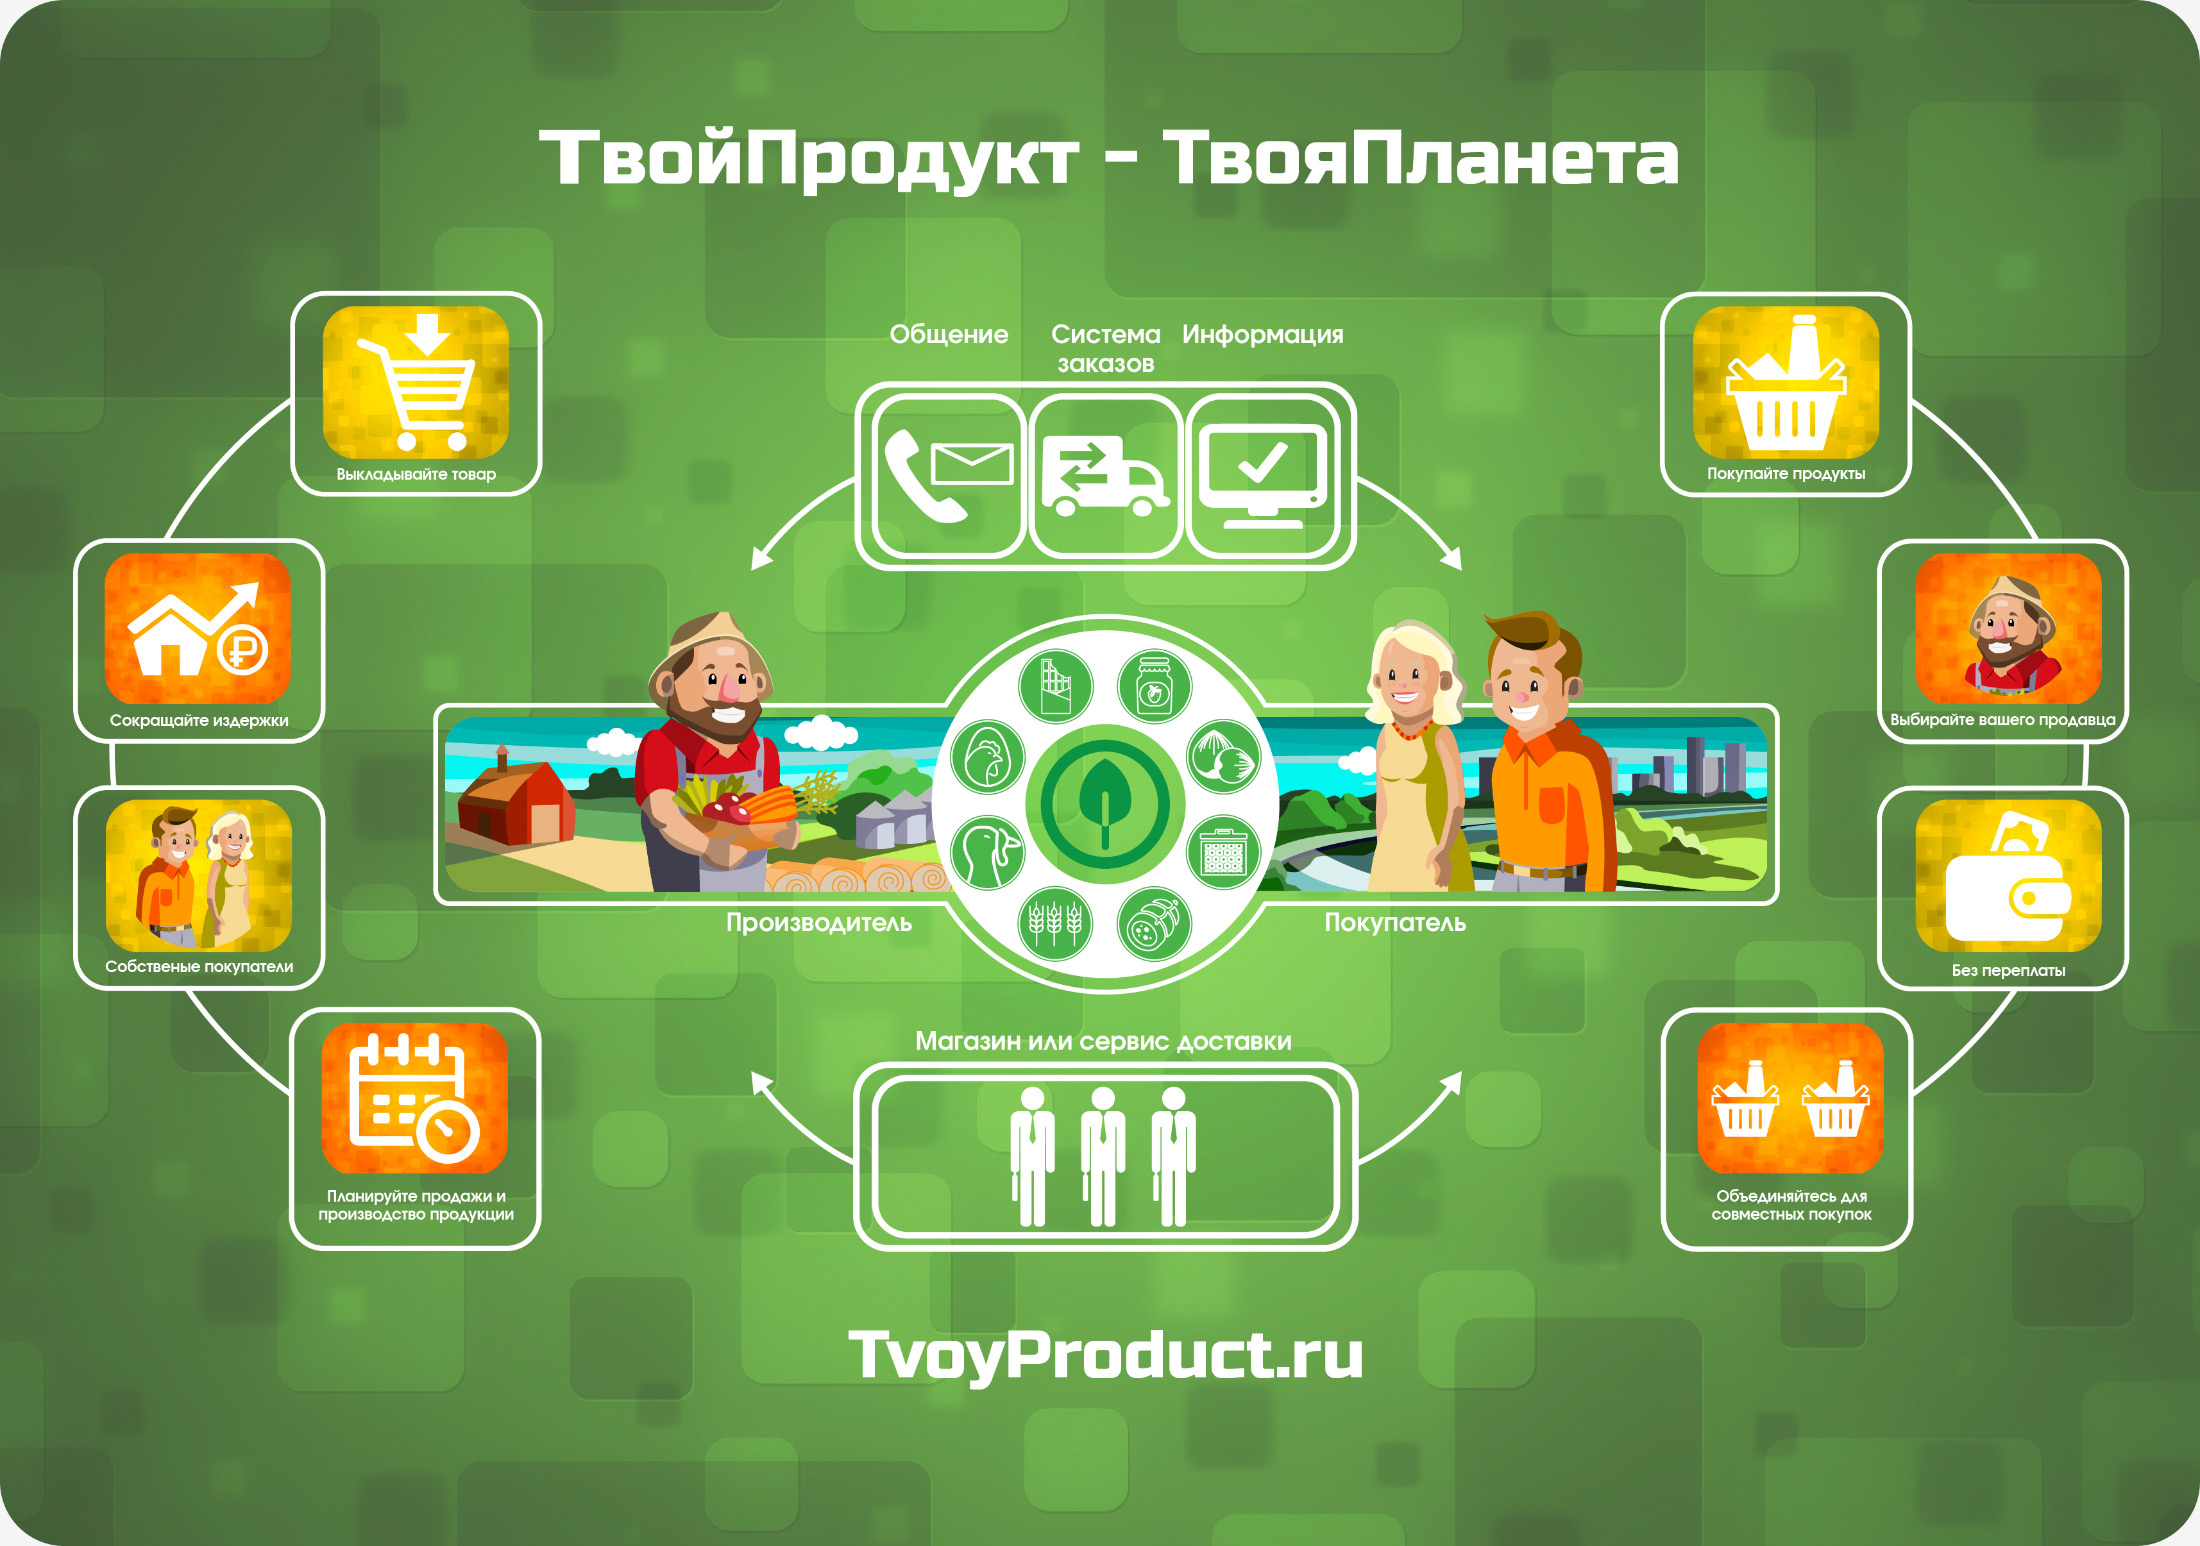 ТвойПродукт - ТвояПланета
Общение
Система
заказов
Информация
Выкладывайте товар
Сокращайте издержки
Собственые покупатели
Планируйте продажи и
производство продукции
Производитель
Покупатель
Покупайте продукты
Выбирайте вашего продавца
Без переплаты
Объединяйтесь для
совместных покупок
Магазин или сервис доставки
TvoyProduct.ru